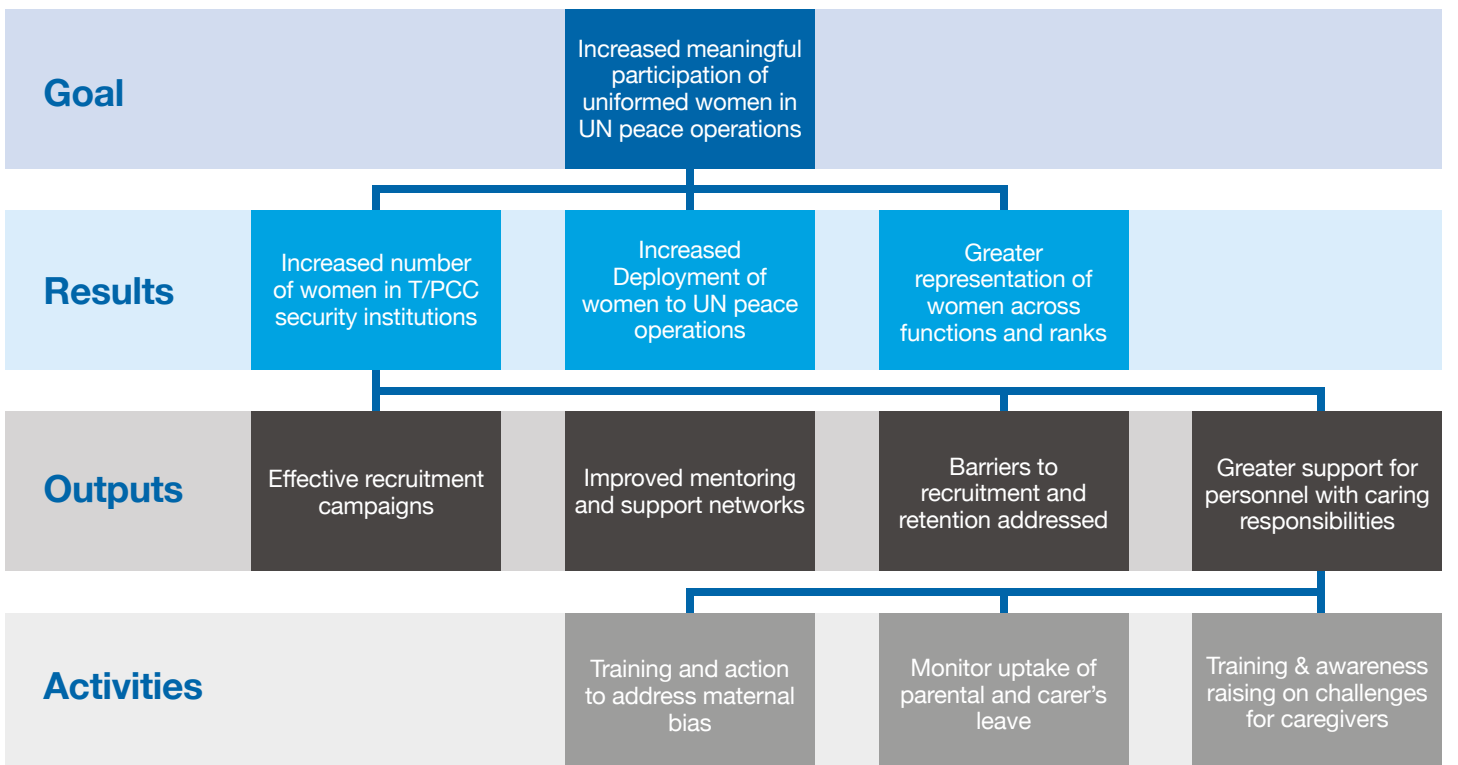 Goal
Increased meaningful
participation of
uniformed women in
UN peace operations
Results
Increased number
of women in T/PCC
security institutions
Increased
Deployment of
women to UN peace
operations
Greater
representation of
women across
functions and ranks
Outputs
Effective recruitment
campaigns
Improved mentoring
and support networks
Barriers to
recruitment and
retention addressed
Greater support for
personnel with caring
responsibilities
Activities
Training and action
to address maternal
bias
Monitor uptake of
parental and carer's
leave
Training & awareness
raising on challenges
for caregivers